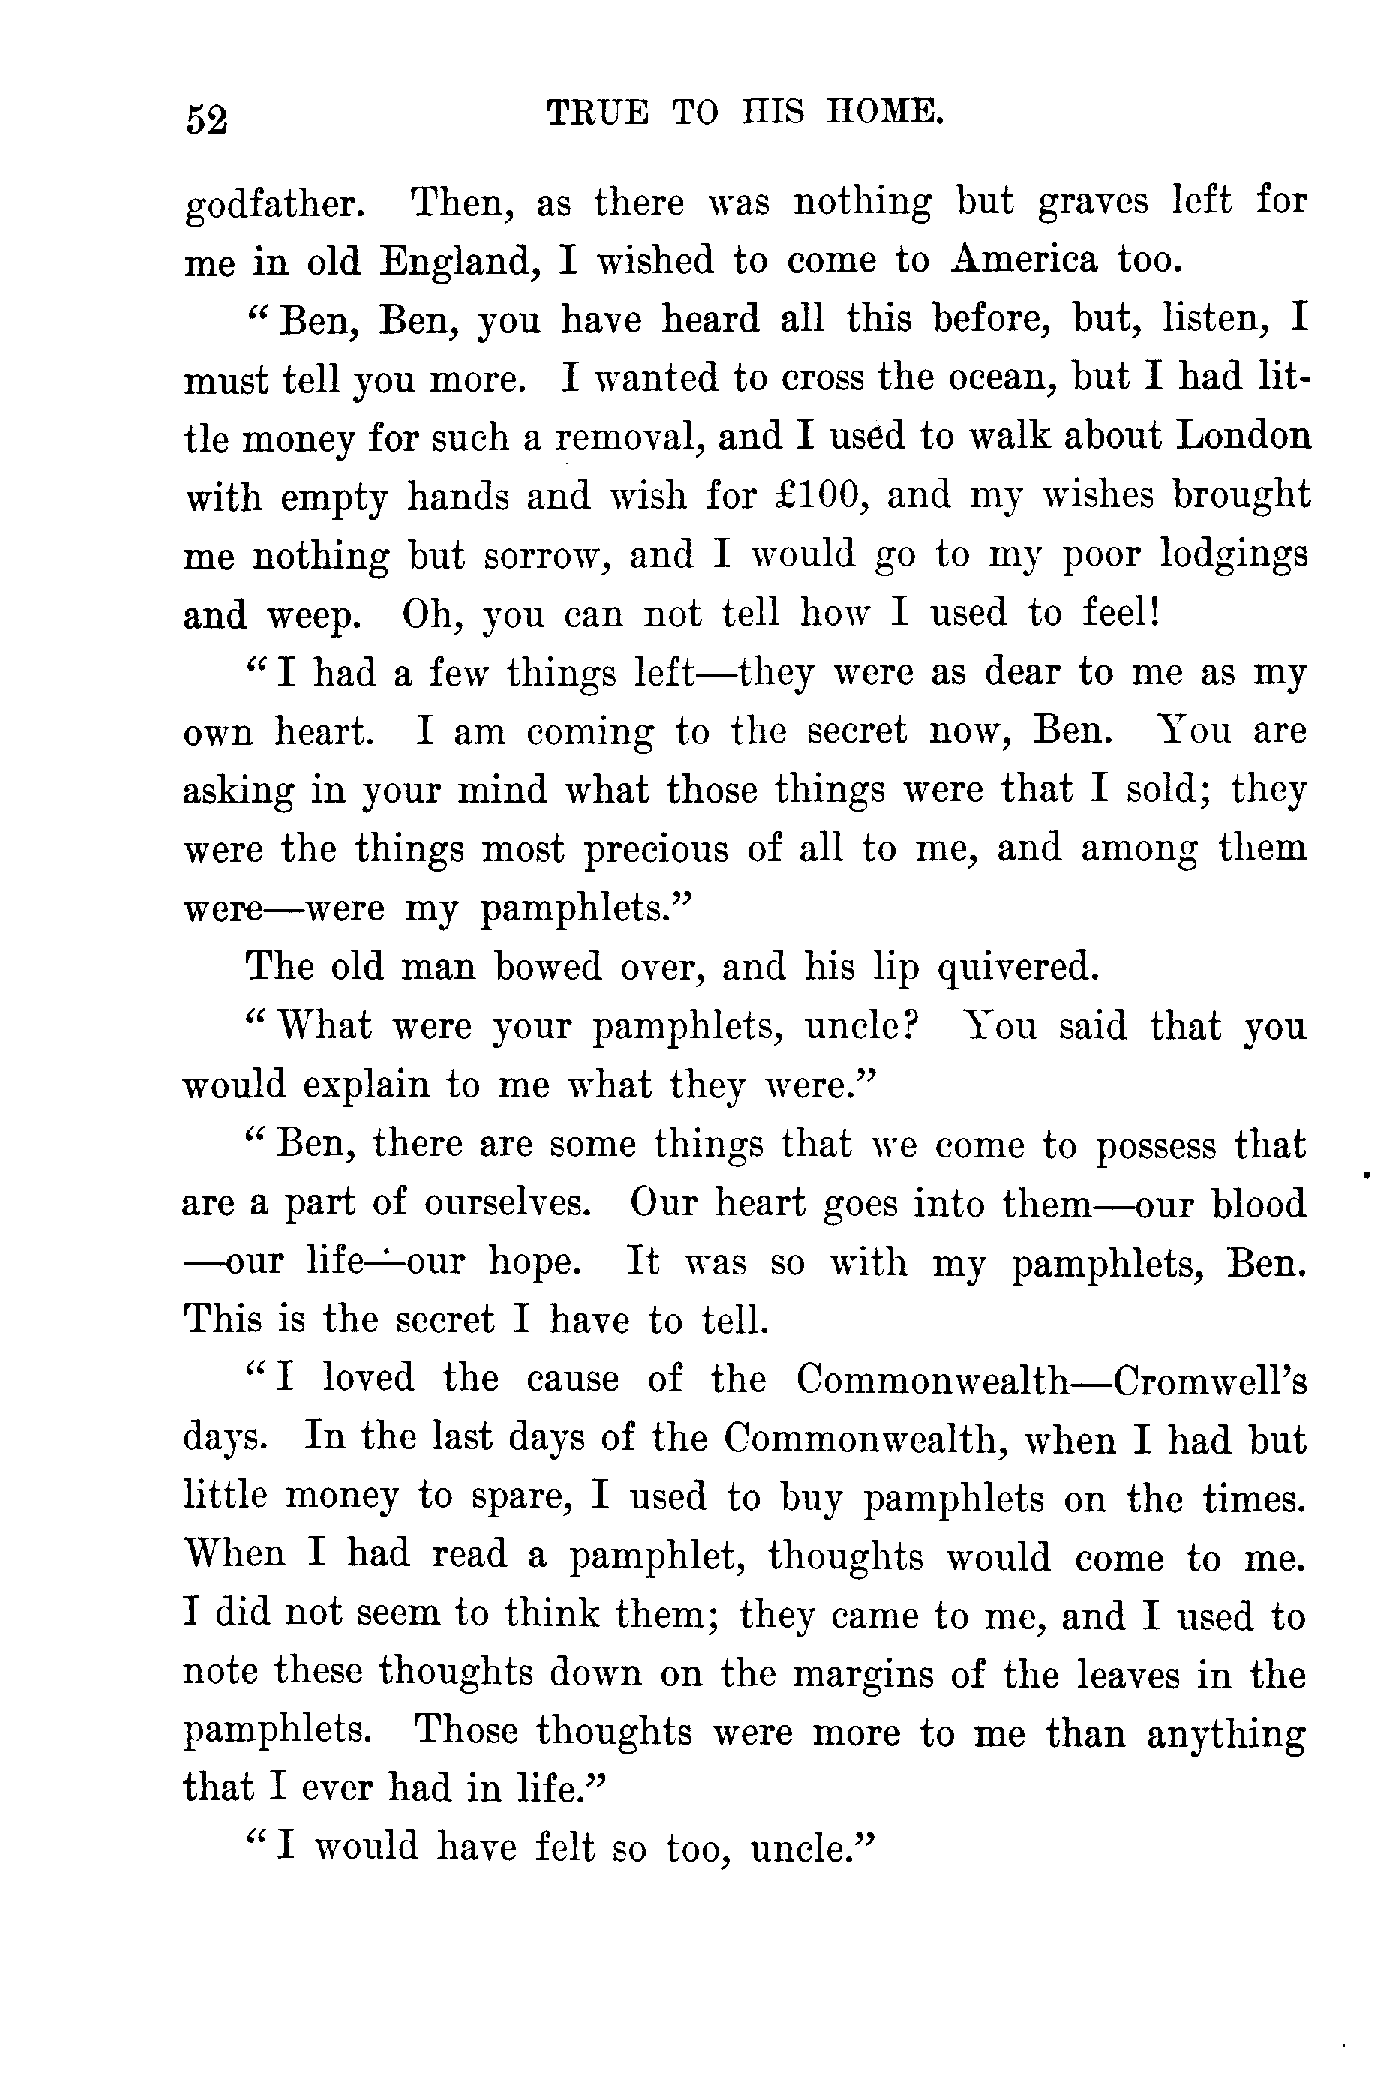 52 TRUE TO HIS HOME.
godfather. Then, as there was nothing but graves left for
me in old England, I wished to come to America too.
“Ben, Ben, you have heard all this before, but, listen, I
must tell you more. I wanted to cross the ocean, but I had lit-
tle money for such a removal, and I used to walk about London
with empty hands and wish for £100, and my wishes brought
me nothing but sorrow, and I would go to my poor lodgings
and weep. Oh, you can not tell how I used to feel!
“I had a few things left—they were as dear to me as my
own heart. I am coming to the secret now, Ben. You are
asking in your mind what those things were that I sold; they
were the things most precious of all to me, and among them
were—were my pamphlets.”
The old man bowed over, and his lip quivered.
“What were your pamphlets, uncle? You said that you
would explain to me what they were.”
“Ben, there are some things that we come to possess that
are a part of ourselves. Our heart goes into them—our blood
—our life—our hope. It was so with my pamphlets, Ben.
This is the secret I have to tell.
“I loved the cause of the Commonwealth—Cromwell’s
days. In the last days of the Commonwealth, when I had but
little money to spare, I used to buy pamphlets on the times.
When I had read a pamphlet, thoughts would come to me.
I did not seem to think them; they came to me, and I used to
note these thoughts down on the margins of the leaves in the
pamphlets. Those thoughts were more to me than anything
that I ever had in life.”
“I would have felt so too, uncle.”